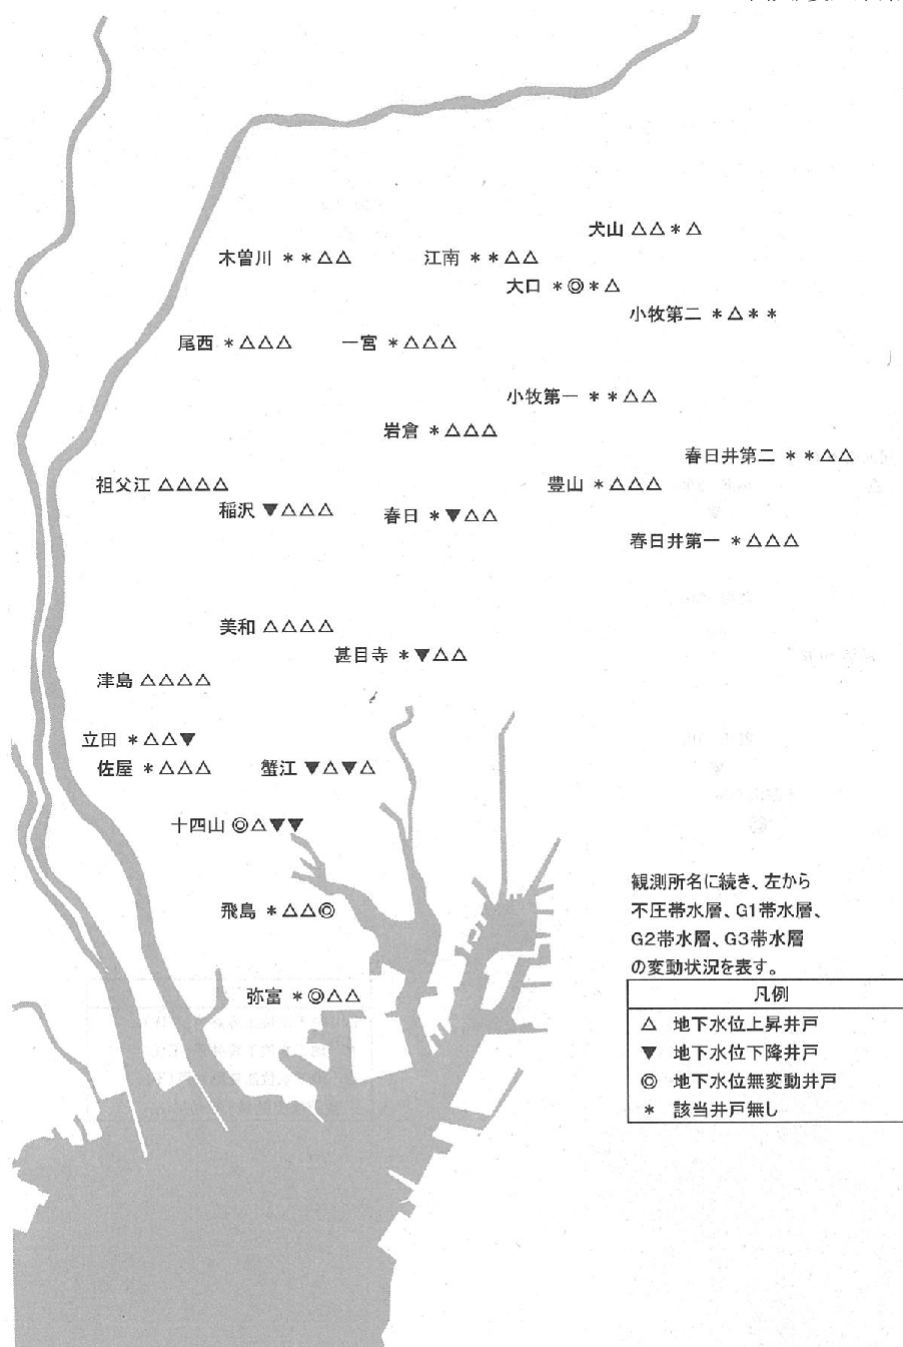 犬山 △△*△
木曽川 **△△
江南 **△△
大口 *◎*△
小牧第二 *△**
尾西 *△△△
一宮 *△△△
小牧第一 **△△
岩倉 *△△△
春日井第二 **△△
祖父江 △△△△
豊山 *△△△
稲沢 ▼△△△
春日 *▼△△
春日井第一 *△△△
美和 △△△△
甚目寺 *▼△△
津島 △△△△
立田 *△△▼
佐屋 *△△△
蟹江 ▼△▼△
十四山 ◎△▼▼
飛島 *△△◎
弥富 *◎△△
観測所名に続き、左から
不圧帯水層、G1帯水層、
G2帯水層、G3帯水層
の変動状況を表す。
凡例
△ 地下水位上昇井戸
▼ 地下水位下降井戸
◎ 地下水位無変動井戸
* 該当井戸無し